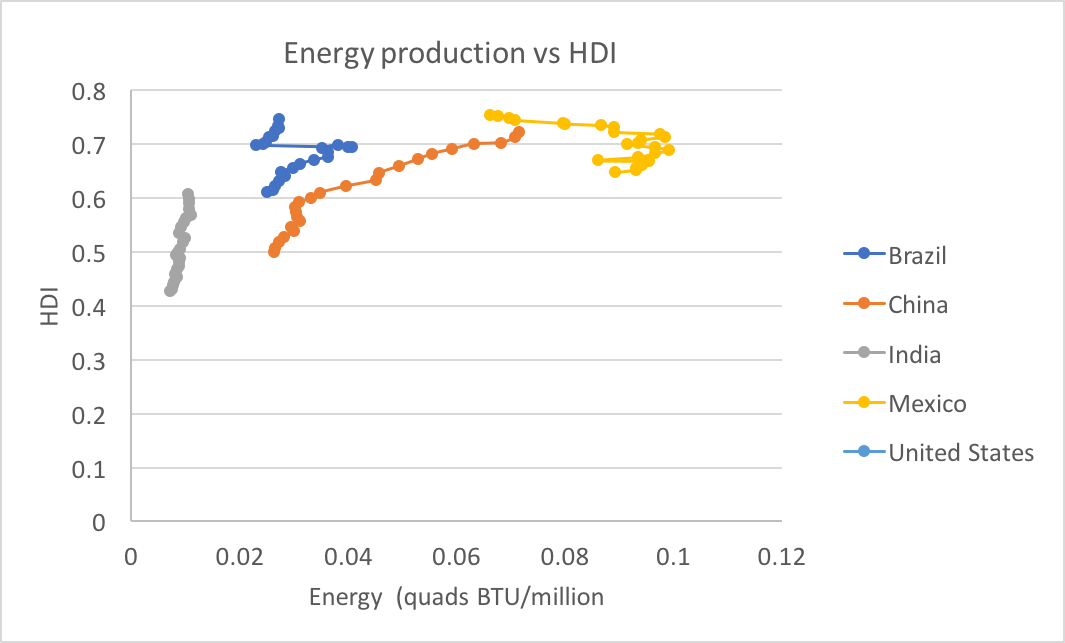 Energy production vs HDI
0.8
0.7
0.6
0.5
0.4
0.3
0.2
0.1
0
HDI
0 0.02 0.04 0.06 0.08 0.1 0.12
Energy (quads BTU/million
Brazil
China
India
Mexico
United States